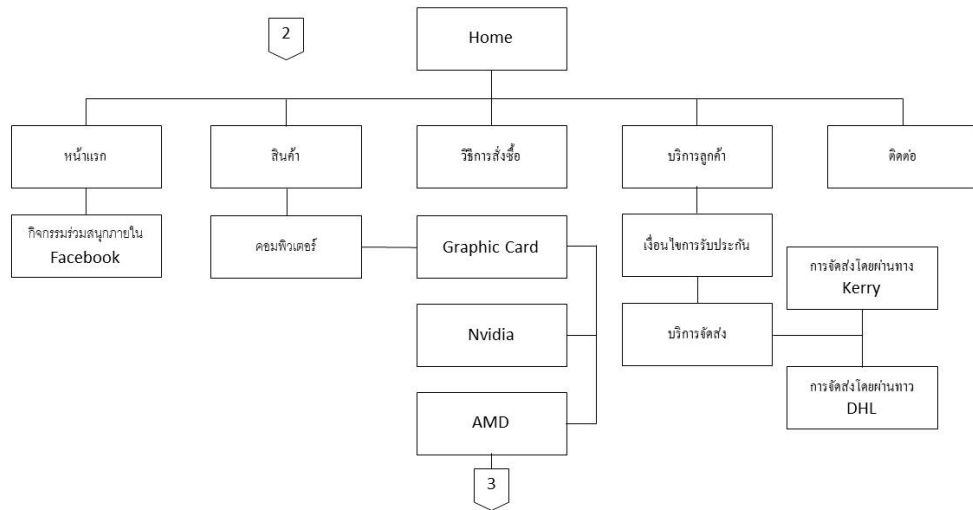 2
Home
หน้าแรก
สินค้า
วิธีการสั่งซื้อ
บริการลูกค้า
ติดต่อ
กิจกรรมร่วมสนุกภายใน
Facebook
คอมพิวเตอร์
Graphic Card
เงื่อนไขการรับประกัน
การจัดส่งโดยผ่านทาง
Kerry
Nvidia
บริการจัดส่ง
การจัดส่งโดยผ่านทาว
DHL
AMD
3